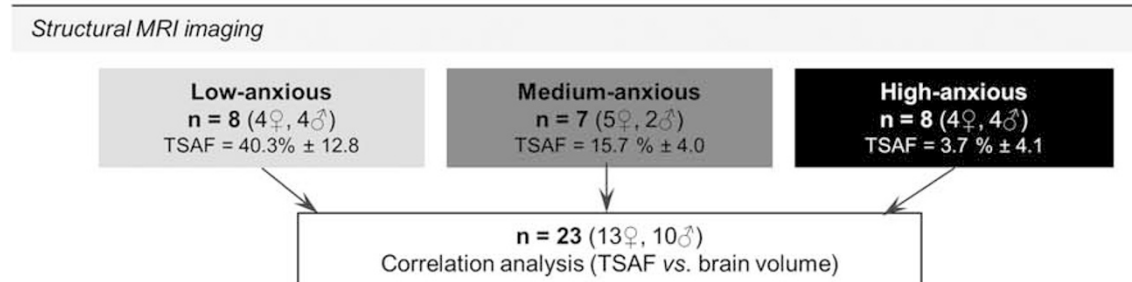 Structural MRI imaging
Low-anxious
n = 8 (4♀, 4♂)
TSAF = 40.3% ± 12.8
Medium-anxious
n = 7 (5♀, 2♂)
TSAF = 15.7 % ± 4.0
High-anxious
n = 8 (4♀, 4♂)
TSAF = 3.7 % ± 4.1
n = 23 (13♀, 10♂)
Correlation analysis (TSAF vs. brain volume)